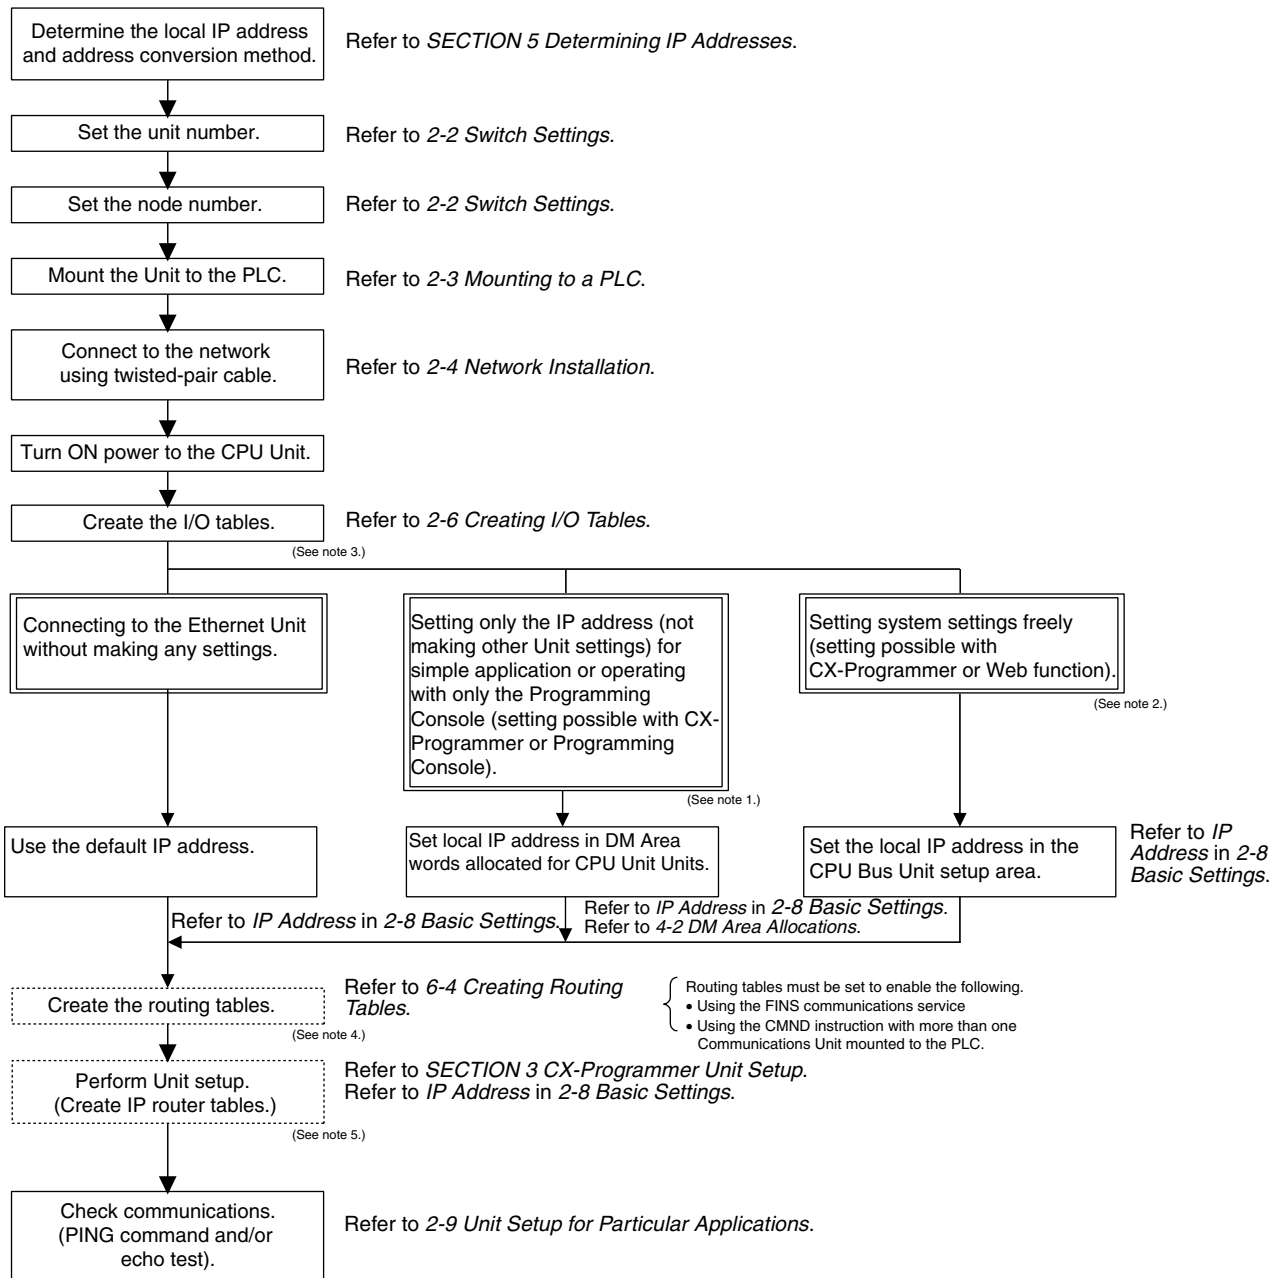 Determine the local IP address
and address conversion method.
Refer to SECTION 5 Determining IP Addresses.
Set the unit number.
Refer to 2-2 Switch Settings.
Set the node number.
Refer to 2-2 Switch Settings.
Mount the Unit to the PLC.
Refer to 2-3 Mounting to a PLC.
Connect to the network
using twisted-pair cable.
Refer to 2-4 Network Installation.
Turn ON power to the CPU Unit.
Create the I/O tables.
Refer to 2-6 Creating I/O Tables.
(See note 3.)
Connecting to the Ethernet Unit
without making any settings.
Setting only the IP address (not
making other Unit settings) for
simple application or operating
with only the Programming
Console (setting possible with CX-
Programmer or Programming
Console).
(See note 1.)
Setting system settings freely
(setting possible with
CX-Programmer or Web function).
(See note 2.)
Use the default IP address.
Set local IP address in DM Area
words allocated for CPU Unit Units.
Set the local IP address in the
CPU Bus Unit setup area.
Refer to IP
Address in 2-8
Basic Settings.
Refer to IP Address in 2-8 Basic Settings.
Refer to IP Address in 2-8 Basic Settings.
Refer to 4-2 DM Area Allocations.
Create the routing tables.
(See note 4.)
Refer to 6-4 Creating Routing
Tables.
Routing tables must be set to enable the following.
• Using the FINS communications service
• Using the CMND instruction with more than one
Communications Unit mounted to the PLC.
Perform Unit setup.
(Create IP router tables.)
(See note 5.)
Refer to SECTION 3 CX-Programmer Unit Setup.
Refer to IP Address in 2-8 Basic Settings.
Check communications.
(PING command and/or
echo test).
Refer to 2-9 Unit Setup for Particular Applications.